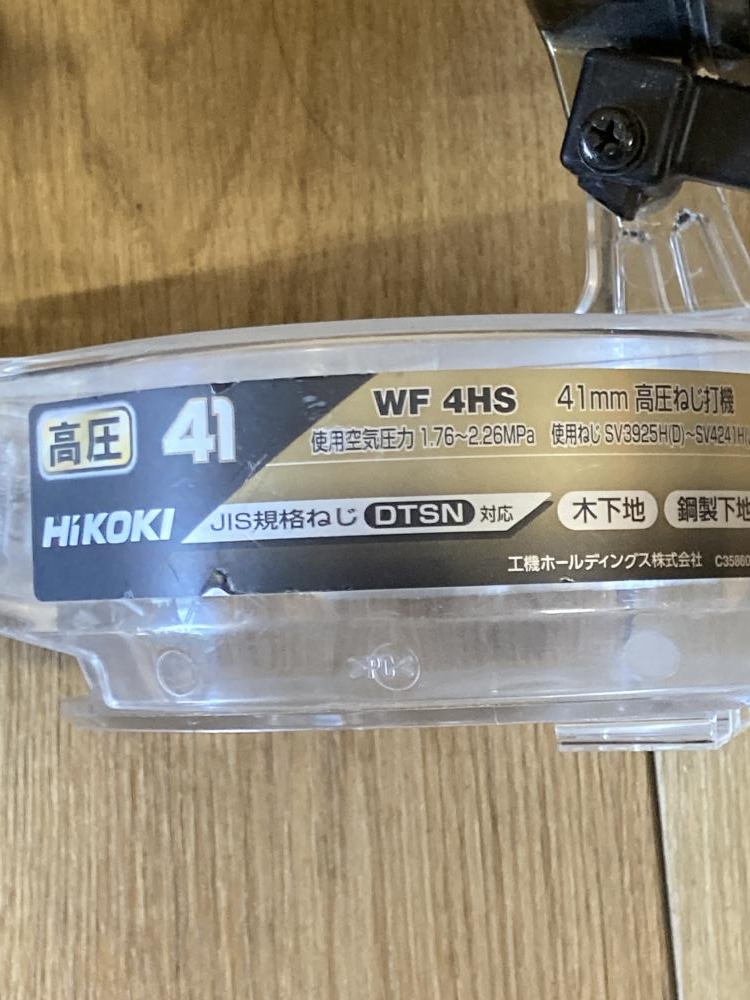 高圧 41
WF 4HS 41mm 高圧ねじ打機
使用空気圧力 1.76〜2.26MPa 使用ねじ SV3925H(D)〜SV4241H
HiKOKI
JIS規格ねじ DTSN 対応 木下地 鋼製下地
工機ホールディングス株式会社 C35860
>PC<